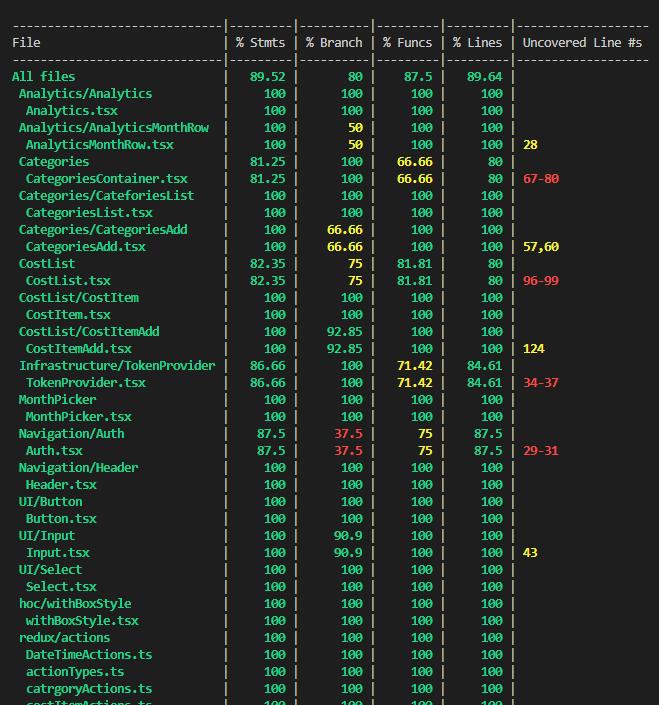 -------------------------------|---------|----------|---------|---------|-------------------
File                           | % Stmts | % Branch | % Funcs | % Lines | Uncovered Line #s
-------------------------------|---------|----------|---------|---------|-------------------
All files                      |   89.52 |       80 |    87.5 |   89.64 |
 Analytics/Analytics           |     100 |      100 |     100 |     100 |
  Analytics.tsx                |     100 |      100 |     100 |     100 |
 Analytics/AnalyticsMonthRow   |     100 |       50 |     100 |     100 |
  AnalyticsMonthRow.tsx        |     100 |       50 |     100 |     100 | 28
 Categories                    |   81.25 |      100 |   66.66 |      80 |
  CategoriesContainer.tsx      |   81.25 |      100 |   66.66 |      80 | 67-80
 Categories/CateforiesList     |     100 |      100 |     100 |     100 |
  CategoriesList.tsx           |     100 |      100 |     100 |     100 |
 Categories/CategoriesAdd      |     100 |    66.66 |     100 |     100 |
  CategoriesAdd.tsx            |     100 |    66.66 |     100 |     100 | 57,60
 CostList                      |   82.35 |       75 |   81.81 |      80 |
  CostList.tsx                 |   82.35 |       75 |   81.81 |      80 | 96-99
 CostList/CostItem             |     100 |      100 |     100 |     100 |
  CostItem.tsx                 |     100 |      100 |     100 |     100 |
 CostList/CostItemAdd          |     100 |    92.85 |     100 |     100 |
  CostItemAdd.tsx              |     100 |    92.85 |     100 |     100 | 124
 Infrastructure/TokenProvider  |   86.66 |      100 |   71.42 |   84.61 |
  TokenProvider.tsx            |   86.66 |      100 |   71.42 |   84.61 | 34-37
 MonthPicker                   |     100 |      100 |     100 |     100 |
  MonthPicker.tsx              |     100 |      100 |     100 |     100 |
 Navigation/Auth               |    87.5 |     37.5 |      75 |    87.5 |
  Auth.tsx                     |    87.5 |     37.5 |      75 |    87.5 | 29-31
 Navigation/Header             |     100 |      100 |     100 |     100 |
  Header.tsx                   |     100 |      100 |     100 |     100 |
 UI/Button                     |     100 |      100 |     100 |     100 |
  Button.tsx                   |     100 |      100 |     100 |     100 |
 UI/Input                      |     100 |     90.9 |     100 |     100 |
  Input.tsx                    |     100 |     90.9 |     100 |     100 | 43
 UI/Select                     |     100 |      100 |     100 |     100 |
  Select.tsx                   |     100 |      100 |     100 |     100 |
 hoc/withBoxStyle              |     100 |      100 |     100 |     100 |
  withBoxStyle.tsx             |     100 |      100 |     100 |     100 |
 redux/actions                 |     100 |      100 |     100 |     100 |
  DateTimeActions.ts           |     100 |      100 |     100 |     100 |
  actionTypes.ts               |     100 |      100 |     100 |     100 |
  catrgoryActions.ts           |     100 |      100 |     100 |     100 |
  costItemActions.ts           |     100 |      100 |     100 |     100 |